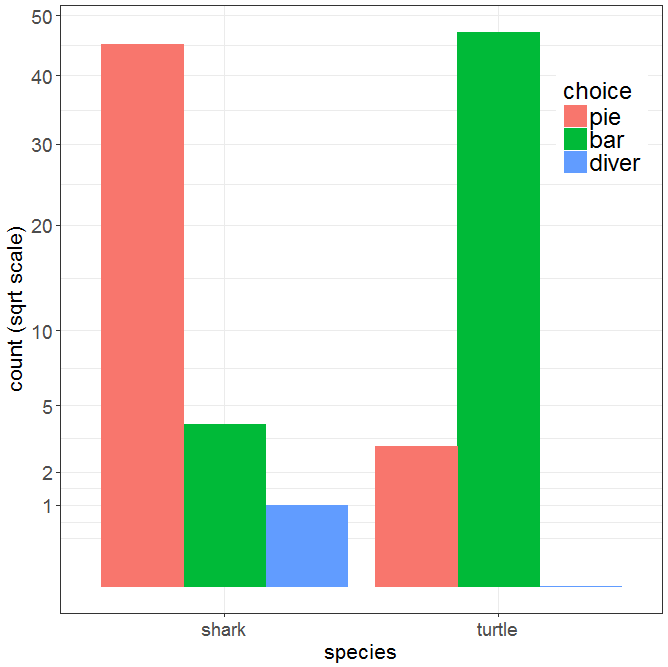 50
40
30
20
10
5
2
1
count (sqrt scale)
choice
pie
bar
diver
shark
turtle
species